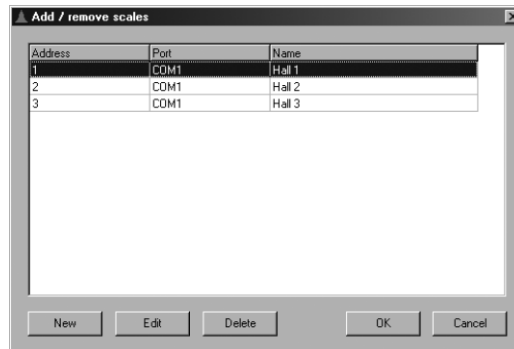 Add / remove scales
Address Port Name
1 COM1 Hall 1
2 COM1 Hall 2
3 COM1 Hall 3
New Edit Delete OK Cancel